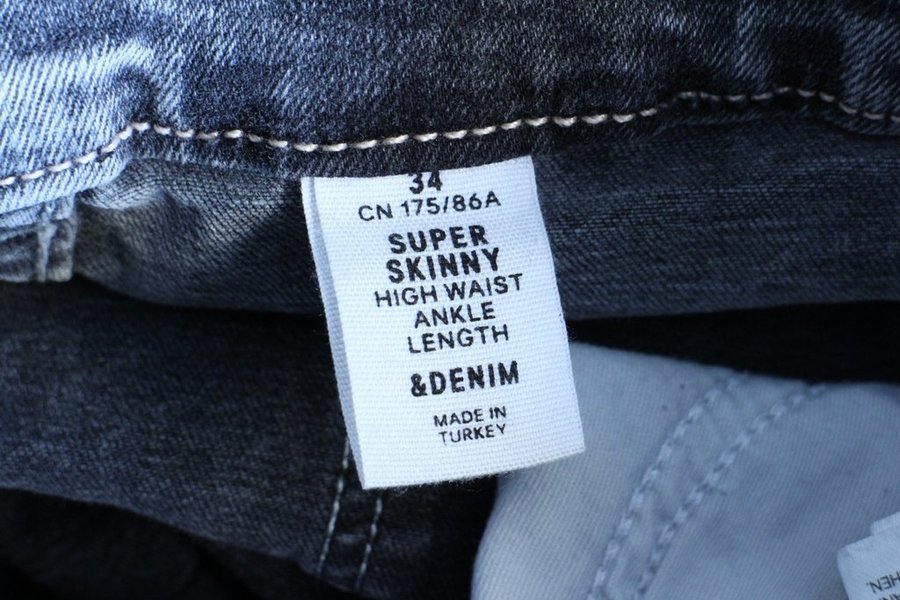 34
CN 175/86A
SUPER
SKINNY
HIGH WAIST
ANKLE
LENGTH
&DENIM
MADE IN
TURKEY